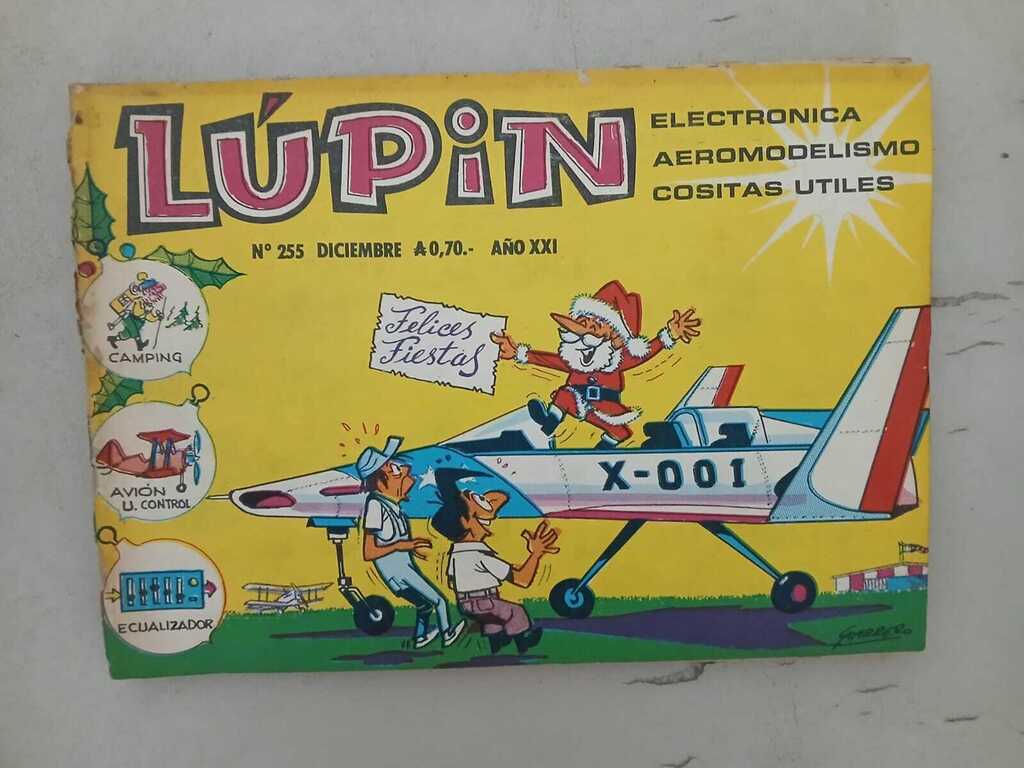 LÚPIN
ELECTRONICA
AEROMODELISMO
COSITAS UTILES
Nº 255 DICIEMBRE ₳ 0,70.- AÑO XXI
Felices
Fiestas
CAMPING
AVIÓN
U. CONTROL
ECUALIZADOR
X-001
GUERRERO